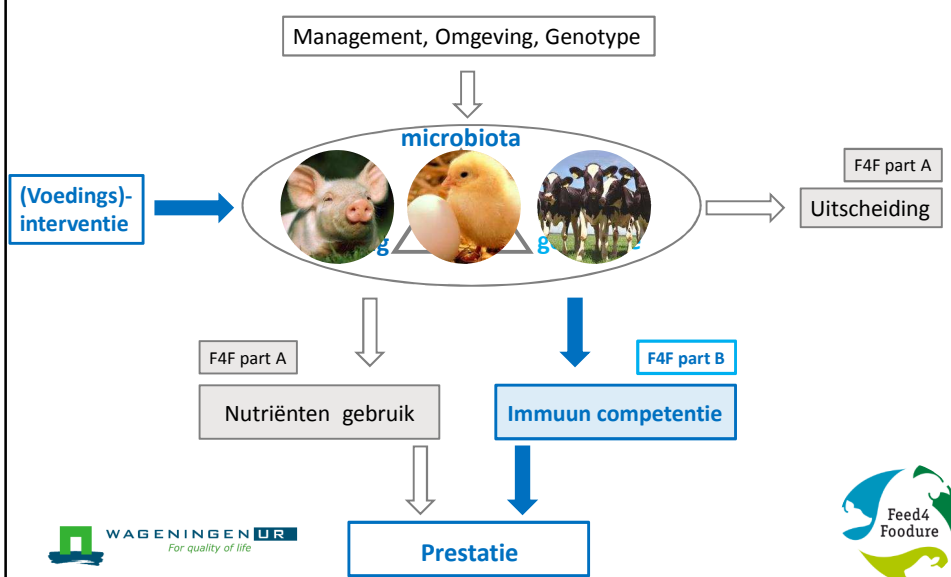 Management, Omgeving, Genotype
microbiota
(Voedings)-
interventie
F4F part A
Uitscheiding
F4F part A
F4F part B
Nutriënten gebruik
Immuun competentie
WAGENINGEN UR
For quality of life
Prestatie
Feed4
Foodure